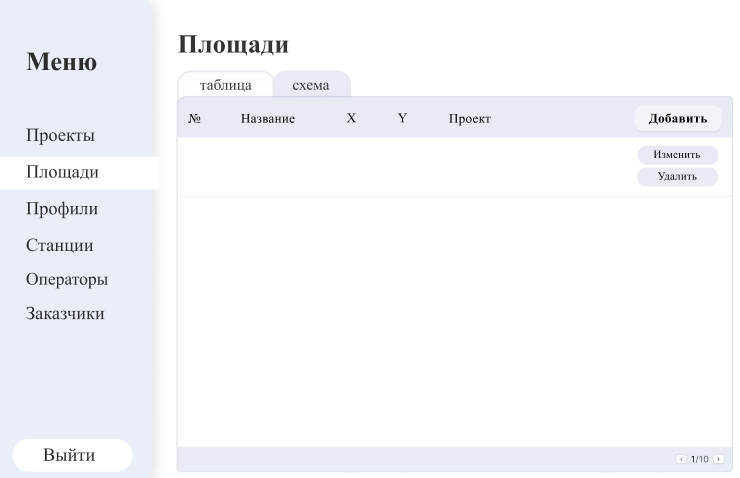 Меню
Проекты
Площади
Профили
Станции
Операторы
Заказчики
Выйти
Площади
таблица схема
№ Название X Y Проект Добавить
Изменить
Удалить
‹ 1/10 ›